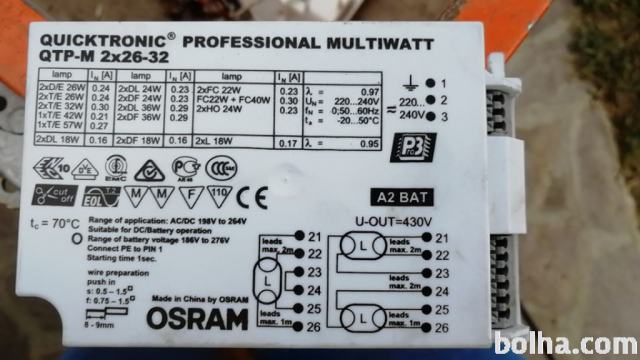 QUICKTRONIC® PROFESSIONAL MULTIWATT
QTP-M 2x26-32
lamp IN [A] lamp IN [A] lamp IN [A]
2xD/E 26W 0.24 2xDL 24W 0.23 2xFC 22W 0.23 λ = 0.97
2xT/E 26W 0.24 2xDF 24W 0.23 FC22W + FC40W 0.30 UN = 220...240V
2xT/E 32W 0.30 2xDL 36W 0.29 2xHO 24W 0.23 fN = 0;50...60Hz
1xT/E 42W 0.21 2xDF 36W 0.29 ta = -20...50°C
1xT/E 57W 0.27
2xDL 18W 0.16 2xDF 18W 0.16 2xL 18W 0.17 λ = 0.95
1
220... 2
240V 3
10 EMC
cut off EOL T.2 M M F 110 CE
A2 BAT
tc = 70°C
Range of application: AC/DC 198V to 264V
Suitable for DC/Battery operation
Range of battery voltage 186V to 276V
Connect PE to PIN 1
Starting time 1sec.
wire preparation
push in
s: 0.5 – 1.5
f: 0.75 – 1.5
8 - 9mm
Made in China by OSRAM
OSRAM
U-OUT=430V
leads max. 2m
21
22
23
24
L
leads max. 1m
25
26
L
leads max. 2m
21
22
23
24
L
leads max. 1m
25
26
bolha.com